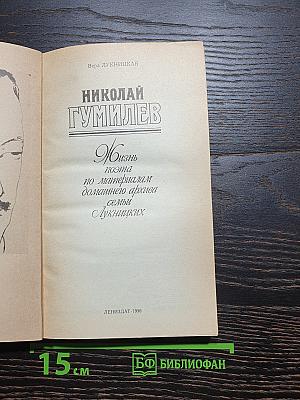 Вера ЛУКНИЦКАЯ
НИКОЛАЙ
ГУМИЛЕВ
Жизнь
поэта
по материалам
домашнего архива
семьи
Лукницких
ЛЕНИЗДАТ · 1990
15 см
БФ БИБЛИОФАН